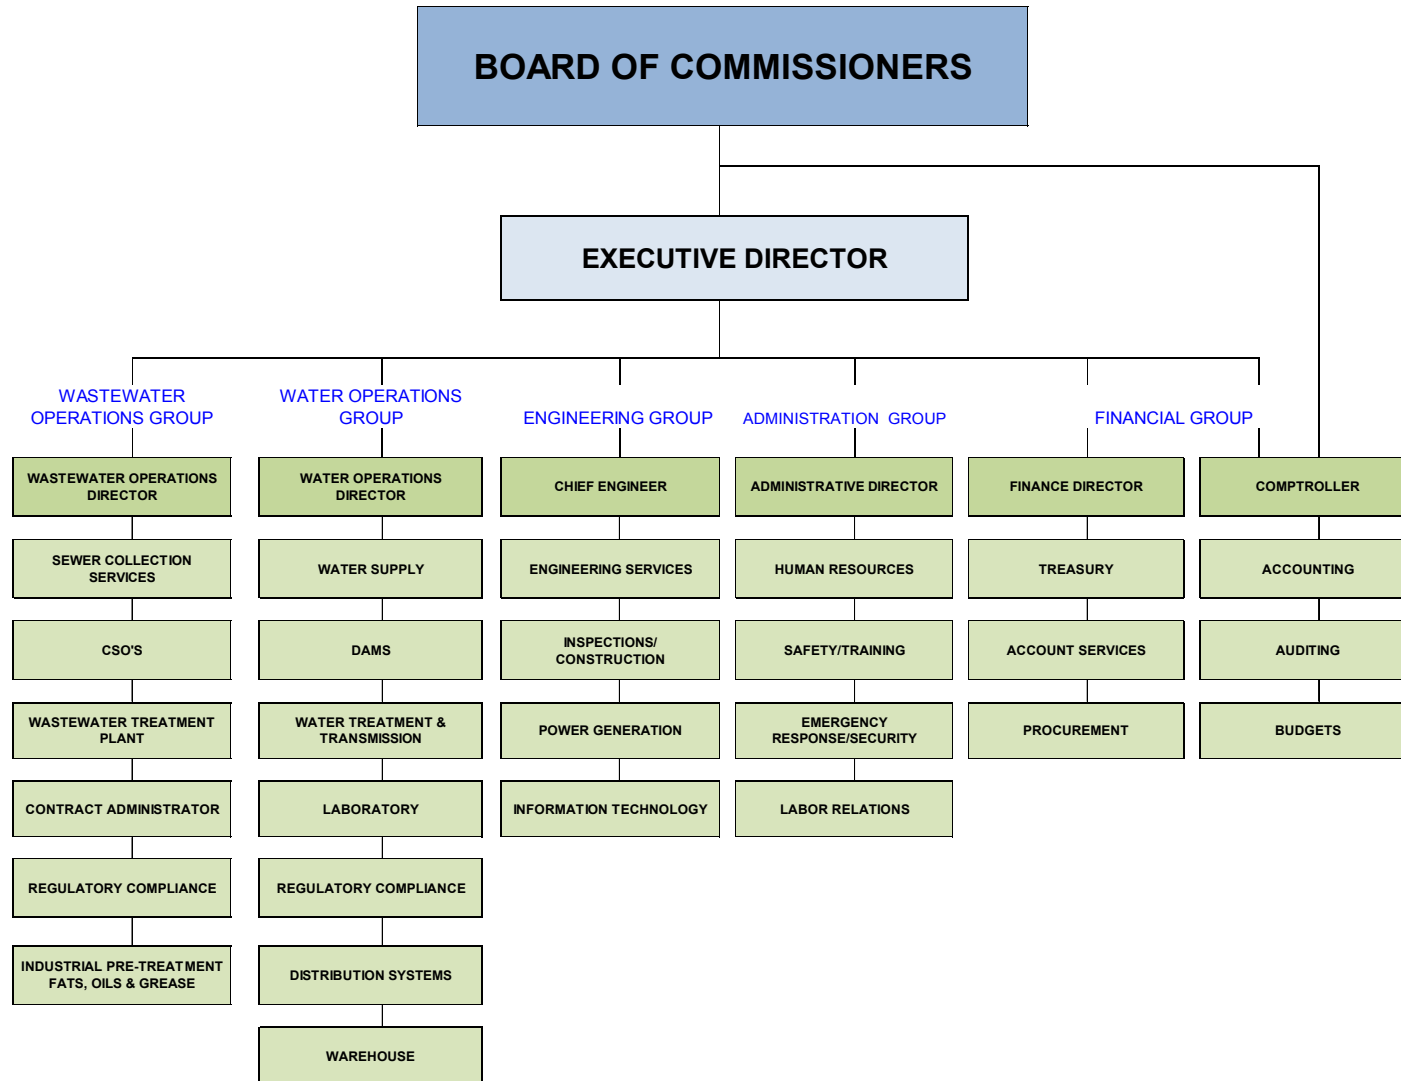 BOARD OF COMMISSIONERS
EXECUTIVE DIRECTOR
WASTEWATER
OPERATIONS GROUP
WATER OPERATIONS
GROUP
ENGINEERING GROUP
ADMINISTRATION GROUP
FINANCIAL GROUP
WASTEWATER OPERATIONS
DIRECTOR
WATER OPERATIONS
DIRECTOR
CHIEF ENGINEER
ADMINISTRATIVE DIRECTOR
FINANCE DIRECTOR
COMPTROLLER
SEWER COLLECTION
SERVICES
WATER SUPPLY
ENGINEERING SERVICES
HUMAN RESOURCES
TREASURY
ACCOUNTING
CSO'S
DAMS
INSPECTIONS/
CONSTRUCTION
SAFETY/TRAINING
ACCOUNT SERVICES
AUDITING
WASTEWATER TREATMENT
PLANT
WATER TREATMENT &
TRANSMISSION
POWER GENERATION
EMERGENCY
RESPONSE/SECURITY
PROCUREMENT
BUDGETS
CONTRACT ADMINISTRATOR
LABORATORY
INFORMATION TECHNOLOGY
LABOR RELATIONS
REGULATORY COMPLIANCE
REGULATORY COMPLIANCE
INDUSTRIAL PRE-TREATMENT
FATS, OILS & GREASE
DISTRIBUTION SYSTEMS
WAREHOUSE